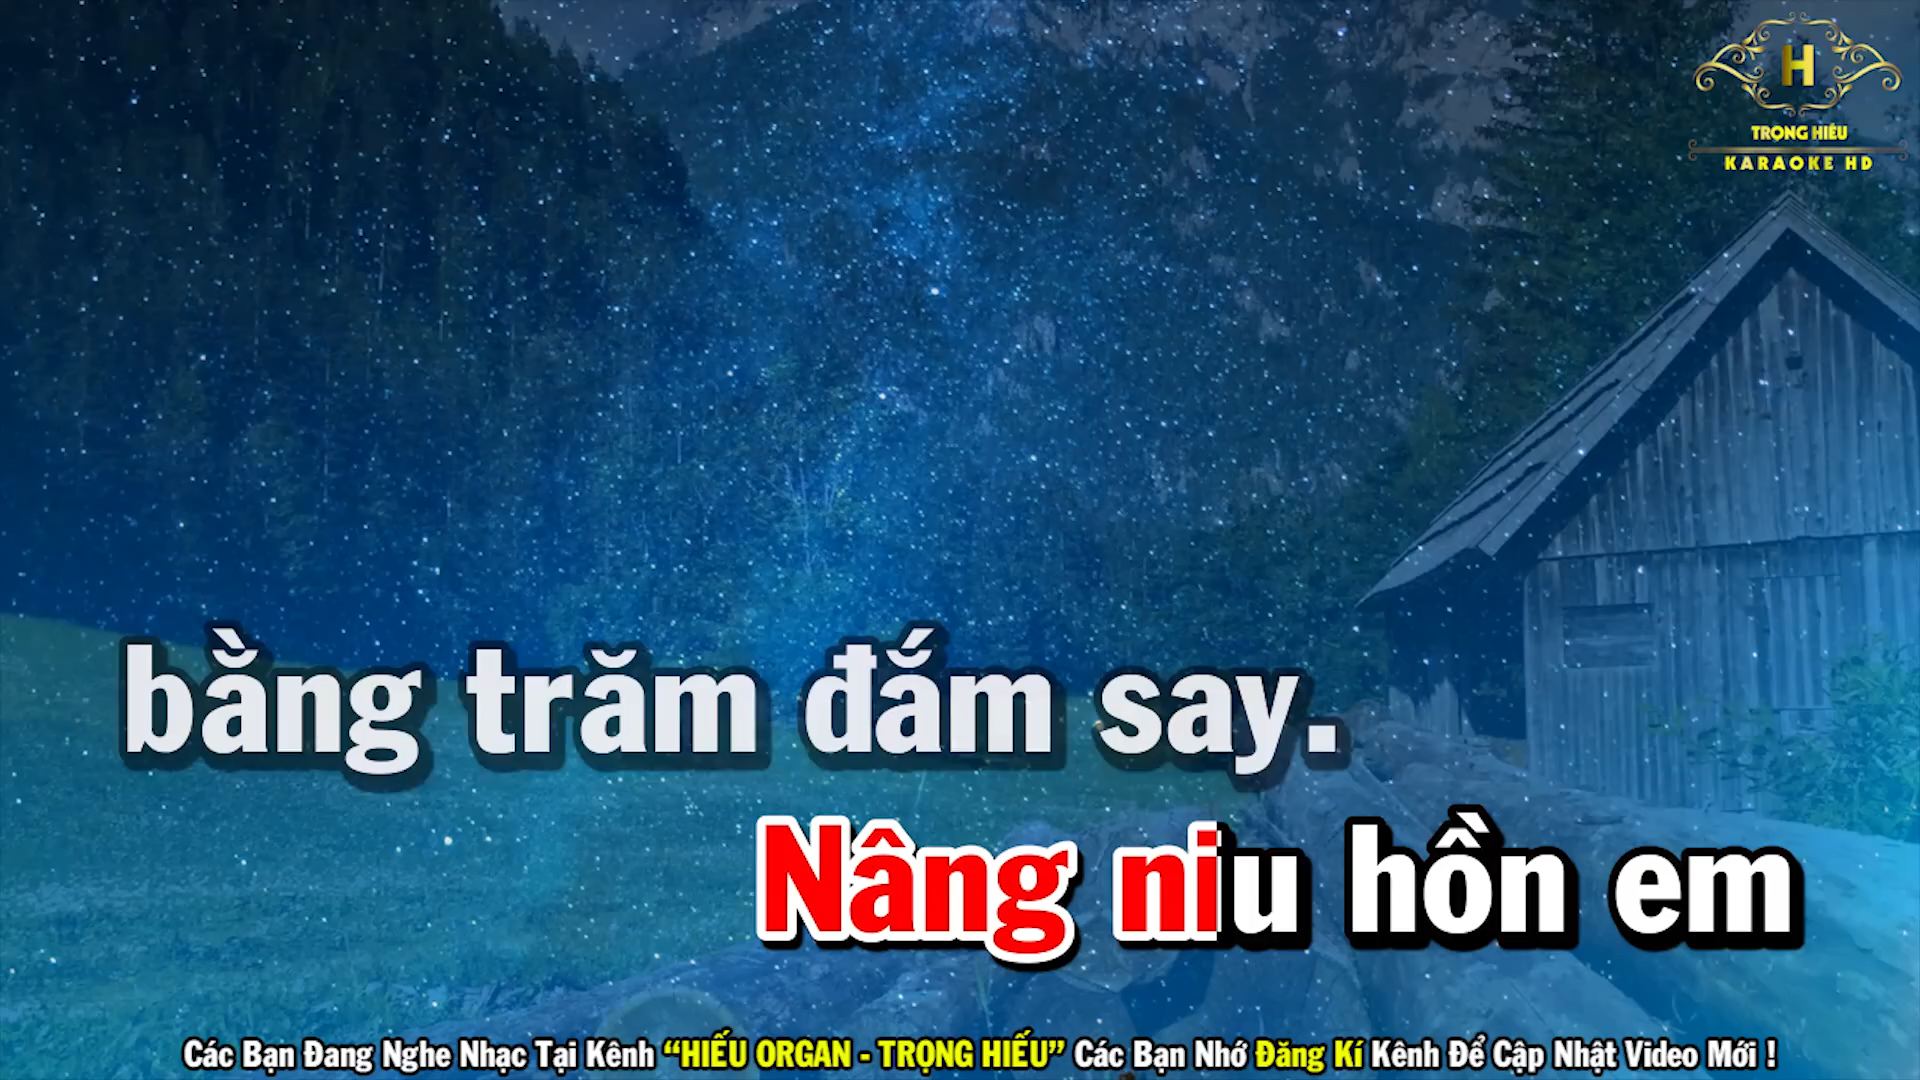 H
TRỌNG HIẾU
KARAOKE HD
bằng trăm đắm say.
Nâng niu hồn em
Các Bạn Đang Nghe Nhạc Tại Kênh “HIẾU ORGAN - TRỌNG HIẾU” Các Bạn Nhớ Đăng Kí Kênh Để Cập Nhật Video Mới !